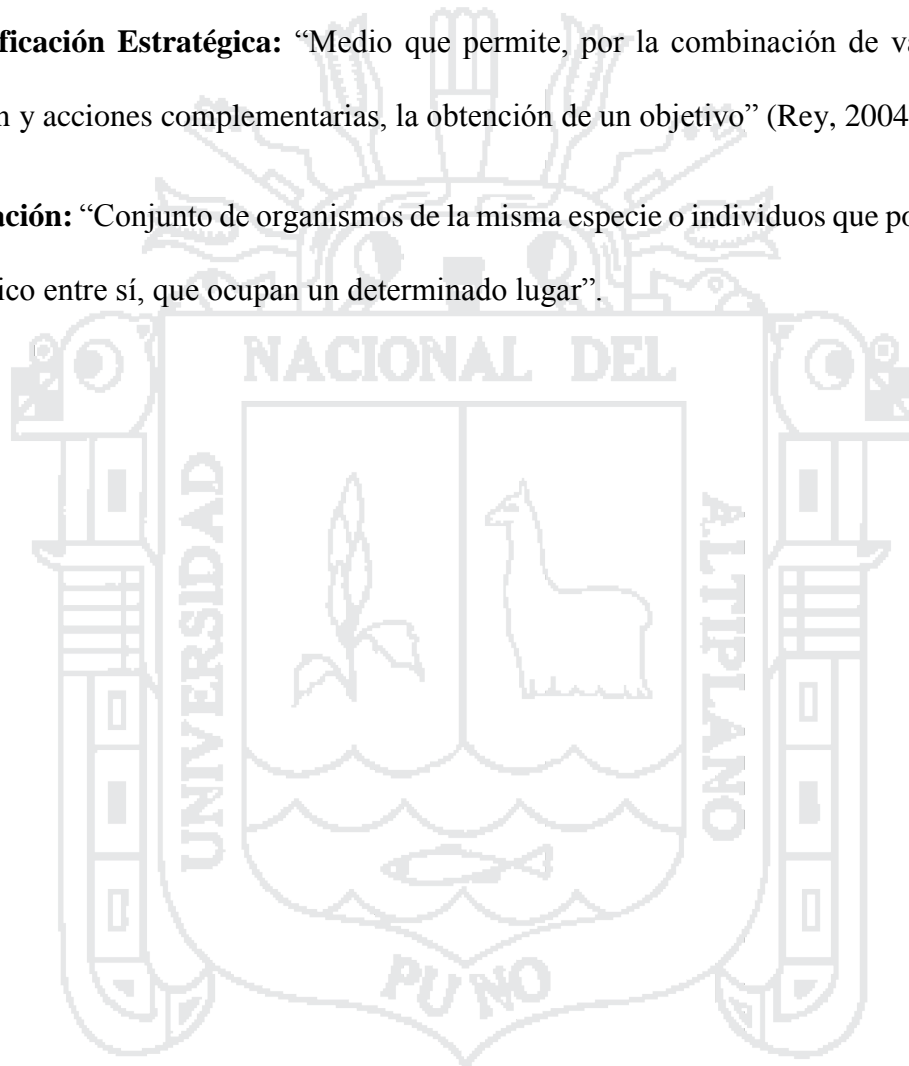 ficación Estratégica: “Medio que permite, por la combinación de va
n y acciones complementarias, la obtención de un objetivo” (Rey, 2004
ación: “Conjunto de organismos de la misma especie o individuos que po
ico entre sí, que ocupan un determinado lugar”.
NACIONAL DEL
UNIVERSIDAD
ALTIPLANO
PUNO